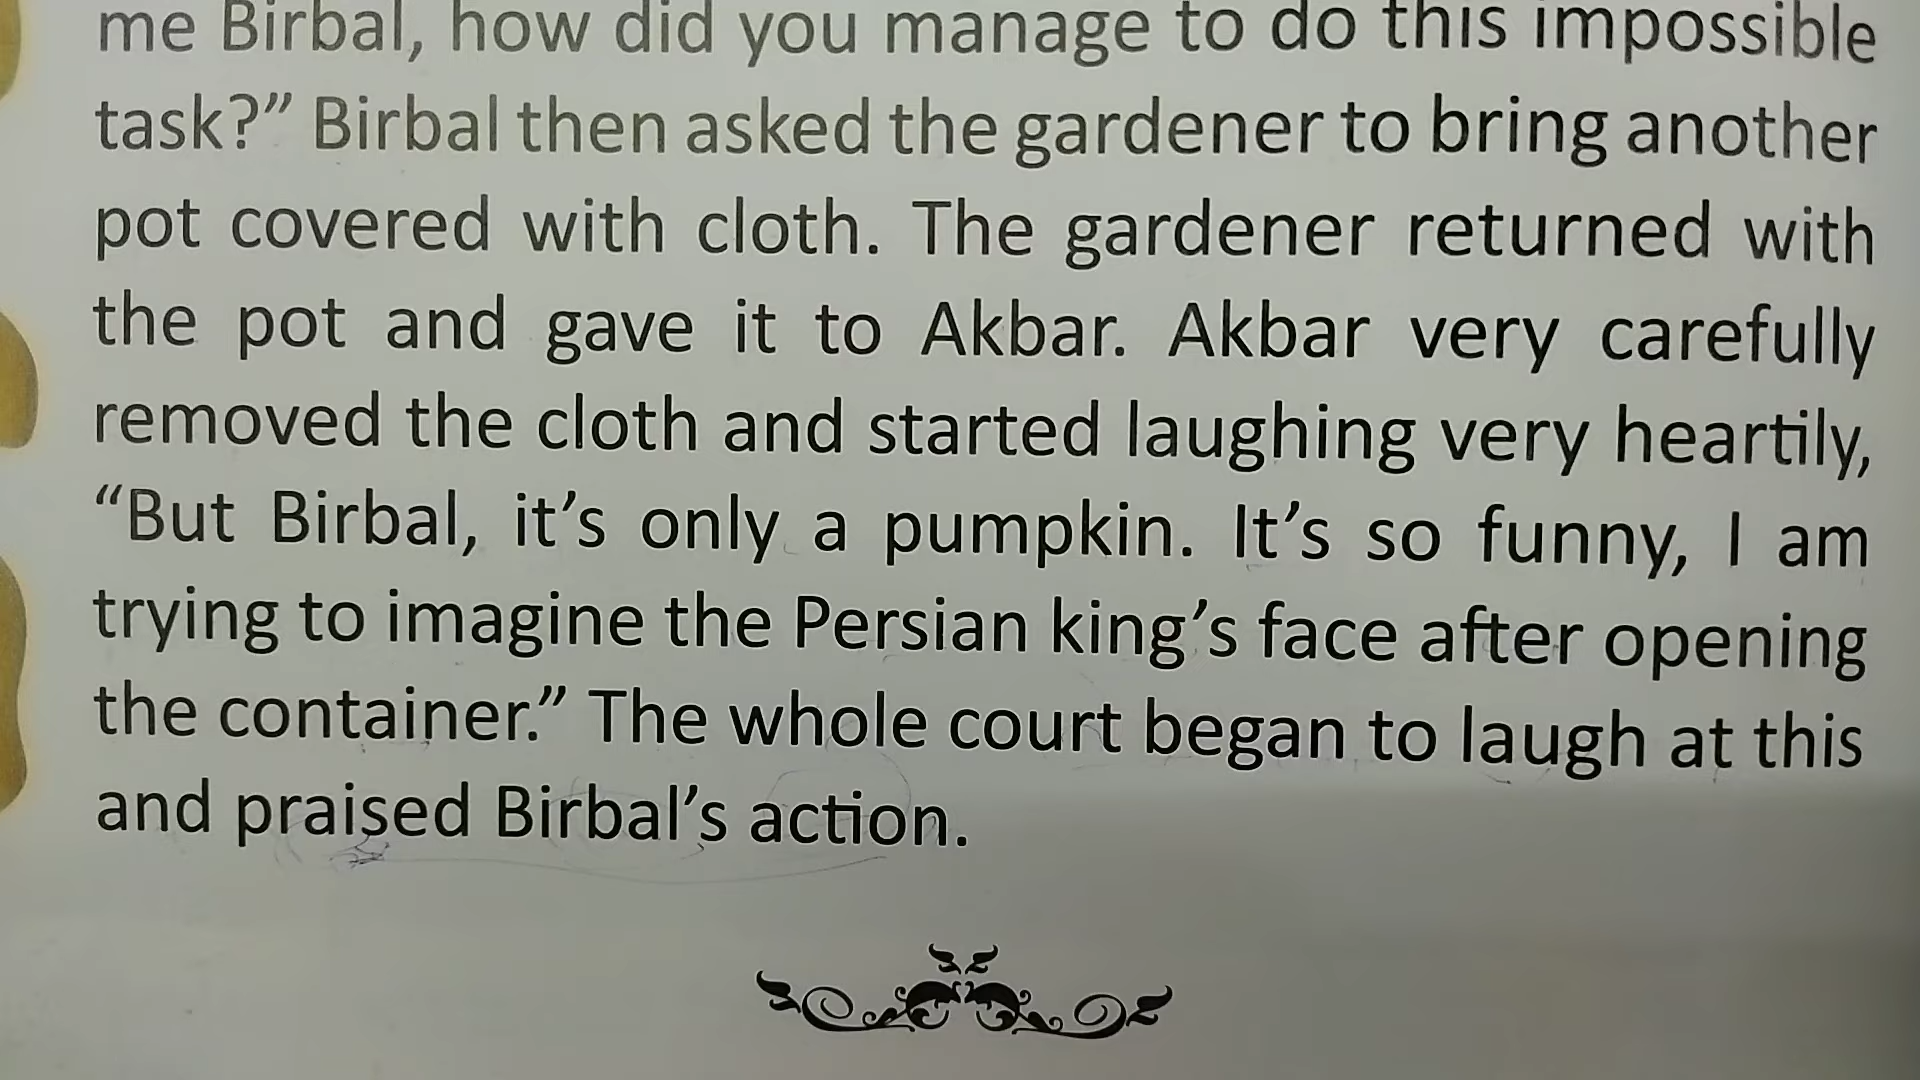 me Birbal, how did you manage to do this impossible
task?” Birbal then asked the gardener to bring another
pot covered with cloth. The gardener returned with
the pot and gave it to Akbar. Akbar very carefully
removed the cloth and started laughing very heartily,
“But Birbal, it’s only a pumpkin. It’s so funny, I am
trying to imagine the Persian king’s face after opening
the container.” The whole court began to laugh at this
and praised Birbal’s action.